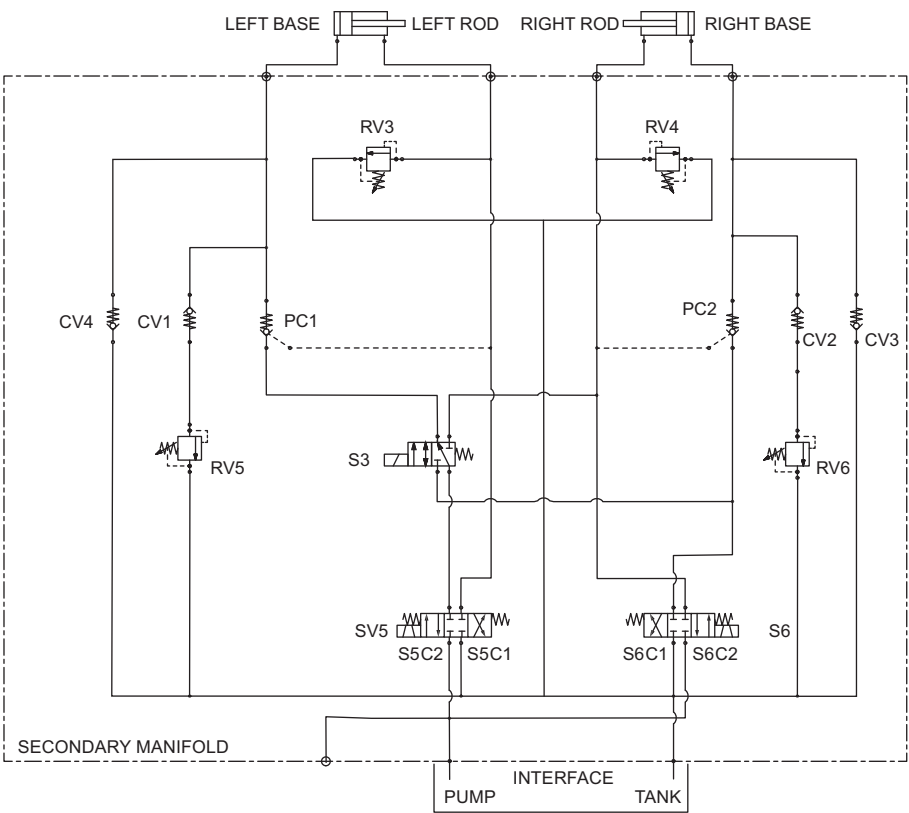 LEFT BASE LEFT ROD RIGHT ROD RIGHT BASE
RV3 RV4
CV4 CV1 PC1 PC2 CV2 CV3
S3 RV5 RV6
SV5 S6
S5C2 S5C1 S6C1 S6C2
SECONDARY MANIFOLD
INTERFACE
PUMP TANK